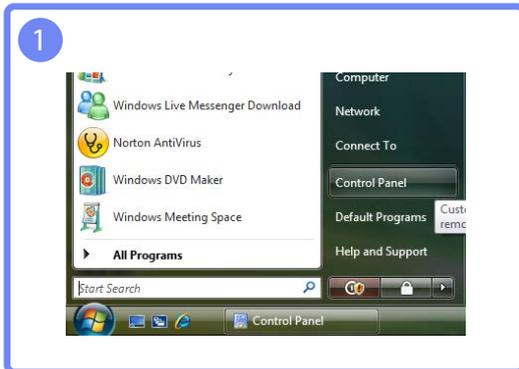 1
Computer
Windows Live Messenger Download
Network
Norton AntiVirus
Connect To
Windows DVD Maker
Control Panel
Windows Meeting Space
Default Programs
All Programs
Help and Support
Start Search
Control Panel